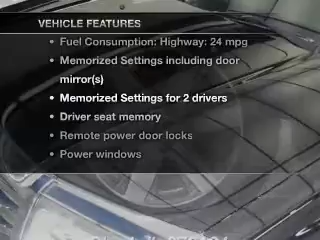 VEHICLE FEATURES
• Fuel Consumption: Highway: 24 mpg
• Memorized Settings including door
mirror(s)
• Memorized Settings for 2 drivers
• Driver seat memory
• Remote power door locks
• Power windows